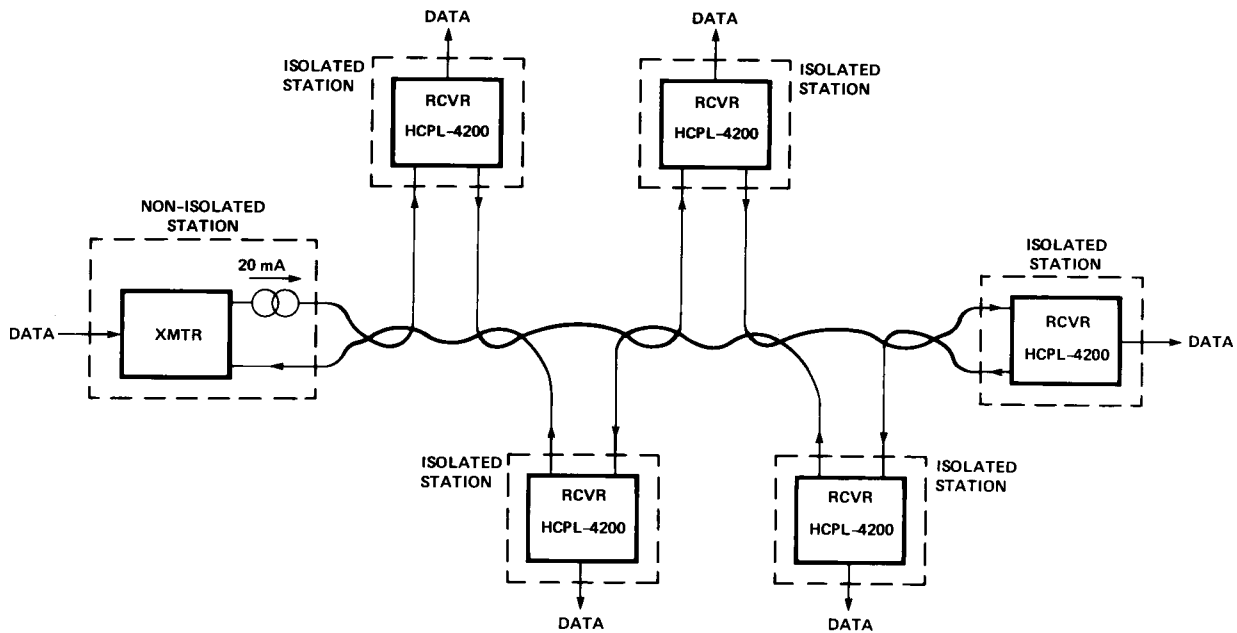 DATA
ISOLATED
STATION
RCVR
HCPL-4200
DATA
ISOLATED
STATION
RCVR
HCPL-4200
NON-ISOLATED
STATION
20 mA
DATA
XMTR
ISOLATED
STATION
RCVR
HCPL-4200
DATA
ISOLATED
STATION
RCVR
HCPL-4200
DATA
ISOLATED
STATION
RCVR
HCPL-4200
DATA